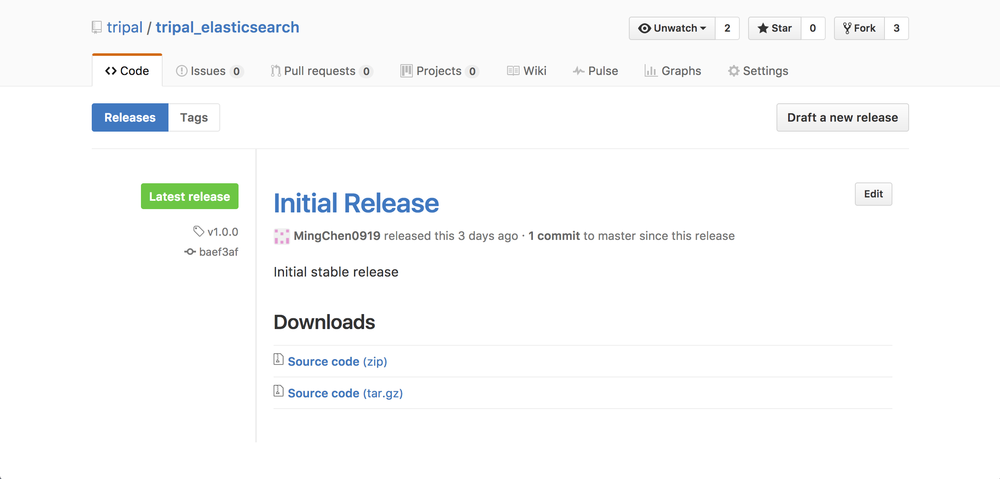 tripal / tripal_elasticsearch
Unwatch 2 Star 0 Fork 3
Code Issues 0 Pull requests 0 Projects 0 Wiki Pulse Graphs Settings
Releases Tags Draft a new release
Latest release
v1.0.0
baef3af
Initial Release Edit
MingChen0919 released this 3 days ago · 1 commit to master since this release
Initial stable release
Downloads
Source code (zip)
Source code (tar.gz)